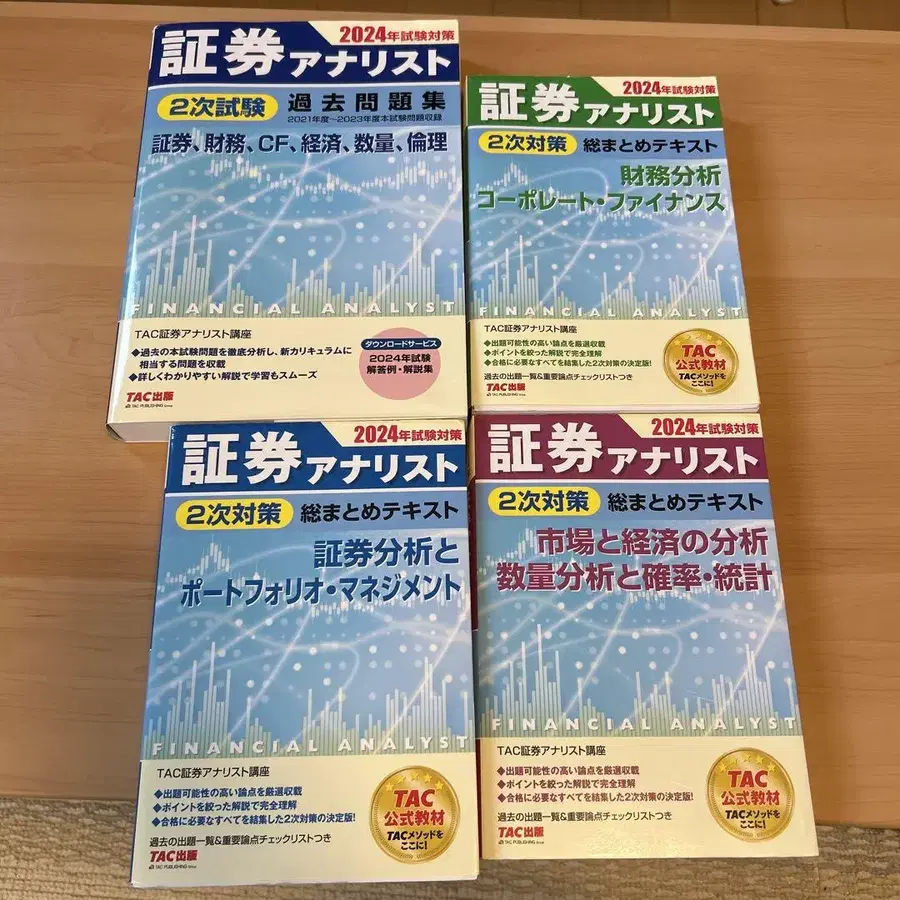 2024年試験対策
証券アナリスト
2次試験 過去問題集
2021年度~2023年度本試験問題収録
証券、財務、CF、経済、数量、倫理
FINANCIAL ANALYST
TAC証券アナリスト講座
◆過去の本試験問題を徹底分析し、新カリキュラムに
相当する問題を収載
◆詳しくわかりやすい解説で学習もスムーズ
ダウンロードサービス
2024年試験
解答例・解説集
TAC出版
TAC PUBLISHING Group
2024年試験対策
証券アナリスト
2次対策 総まとめテキスト
財務分析
コーポレート・ファイナンス
FINANCIAL ANALYST
TAC証券アナリスト講座
◆出題可能性の高い論点を厳選収載
◆ポイントを絞った解説で完全理解
◆合格に必要なすべてを結集した2次対策の決定版!
過去の出題一覧&重要論点チェックリストつき
TAC
公式教材
TACメソッドを
ここに!
TAC出版
TAC PUBLISHING Group
2024年試験対策
証券アナリスト
2次対策 総まとめテキスト
証券分析と
ポートフォリオ・マネジメント
FINANCIAL ANALYST
TAC証券アナリスト講座
◆出題可能性の高い論点を厳選収載
◆ポイントを絞った解説で完全理解
◆合格に必要なすべてを結集した2次対策の決定版!
過去の出題一覧&重要論点チェックリストつき
TAC
公式教材
TACメソッドを
ここに!
TAC出版
TAC PUBLISHING Group
2024年試験対策
証券アナリスト
2次対策 総まとめテキスト
市場と経済の分析
数量分析と確率・統計
FINANCIAL ANALYST
TAC証券アナリスト講座
◆出題可能性の高い論点を厳選収載
◆ポイントを絞った解説で完全理解
◆合格に必要なすべてを結集した2次対策の決定版!
過去の出題一覧&重要論点チェックリストつき
TAC
公式教材
TACメソッドを
ここに!
TAC出版
TAC PUBLISHING Group